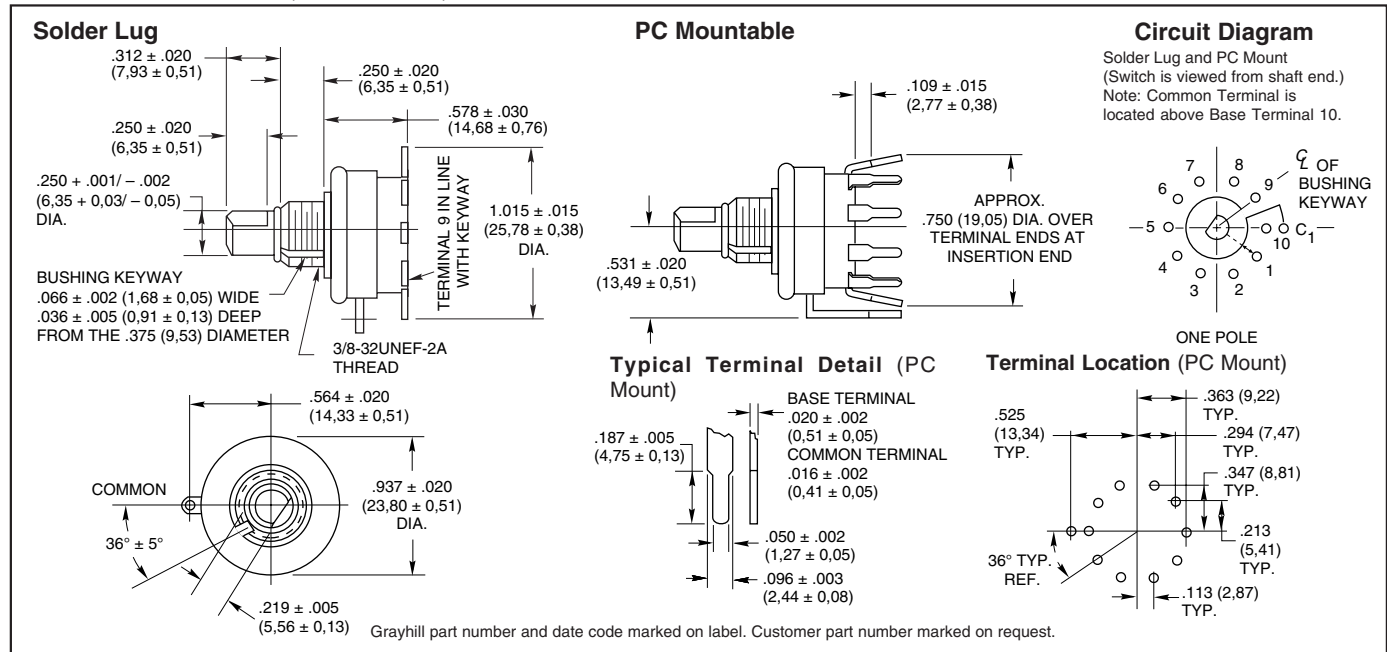 Solder Lug
.312 ± .020
(7,93 ± 0,51)
.250 ± .020
(6,35 ± 0,51)
.578 ± .030
(14,68 ± 0,76)
.250 ± .020
(6,35 ± 0,51)
.250 + .001/ – .002
(6,35 + 0,03/ – 0,05)
DIA.
TERMINAL 9 IN LINE
WITH KEYWAY
1.015 ± .015
(25,78 ± 0,38)
DIA.
BUSHING KEYWAY
.066 ± .002 (1,68 ± 0,05) WIDE
.036 ± .005 (0,91 ± 0,13) DEEP
FROM THE .375 (9,53) DIAMETER
3/8-32UNEF-2A
THREAD
.564 ± .020
(14,33 ± 0,51)
COMMON
.937 ± .020
(23,80 ± 0,51)
DIA.
36° ± 5°
.219 ± .005
(5,56 ± 0,13)
PC Mountable
.109 ± .015
(2,77 ± 0,38)
APPROX.
.750 (19,05) DIA. OVER
TERMINAL ENDS AT
INSERTION END
.531 ± .020
(13,49 ± 0,51)
Typical Terminal Detail (PC
Mount)
BASE TERMINAL
.020 ± .002
(0,51 ± 0,05)
COMMON TERMINAL
.016 ± .002
(0,41 ± 0,05)
.187 ± .005
(4,75 ± 0,13)
.050 ± .002
(1,27 ± 0,05)
.096 ± .003
(2,44 ± 0,08)
Circuit Diagram
Solder Lug and PC Mount
(Switch is viewed from shaft end.)
Note: Common Terminal is
located above Base Terminal 10.
℄ OF
BUSHING
KEYWAY
7
8
6
9
5
10
C1
4
1
3
2
ONE POLE
Terminal Location (PC Mount)
.363 (9,22)
TYP.
.525
(13,34)
TYP.
.294 (7,47)
TYP.
.347 (8,81)
TYP.
.213
(5,41)
TYP.
36° TYP.
REF.
.113 (2,87)
TYP.
Grayhill part number and date code marked on label. Customer part number marked on request.